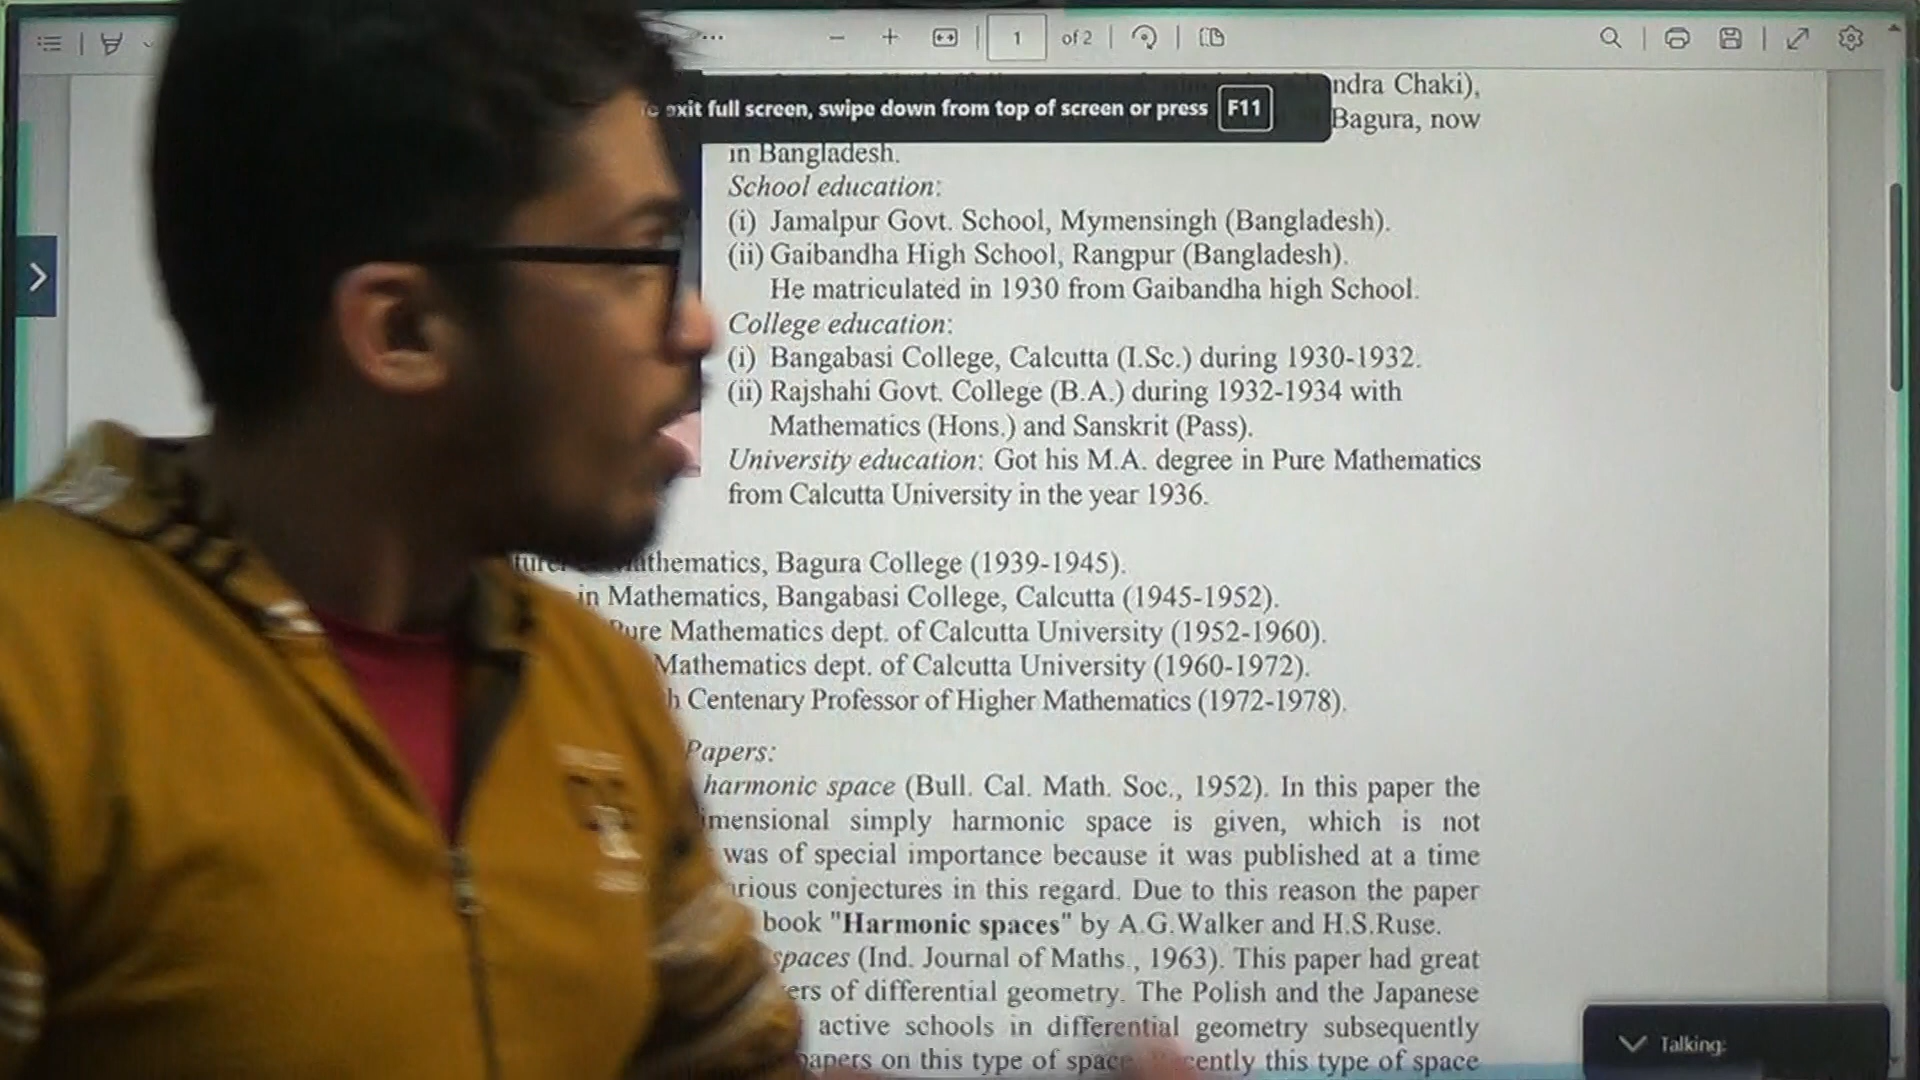 1 of 2
exit full screen, swipe down from top of screen or press F11
ndra Chaki),
Bagura, now
in Bangladesh.
School education:
(i) Jamalpur Govt. School, Mymensingh (Bangladesh).
(ii) Gaibandha High School, Rangpur (Bangladesh).
He matriculated in 1930 from Gaibandha high School.
College education:
(i) Bangabasi College, Calcutta (I.Sc.) during 1930-1932.
(ii) Rajshahi Govt. College (B.A.) during 1932-1934 with
Mathematics (Hons.) and Sanskrit (Pass).
University education: Got his M.A. degree in Pure Mathematics
from Calcutta University in the year 1936.
thematics, Bagura College (1939-1945).
in Mathematics, Bangabasi College, Calcutta (1945-1952).
Pure Mathematics dept. of Calcutta University (1952-1960).
Mathematics dept. of Calcutta University (1960-1972).
h Centenary Professor of Higher Mathematics (1972-1978).
Papers:
harmonic space (Bull. Cal. Math. Soc., 1952). In this paper the
mensional simply harmonic space is given, which is not
was of special importance because it was published at a time
rious conjectures in this regard. Due to this reason the paper
book "Harmonic spaces" by A.G.Walker and H.S.Ruse.
spaces (Ind. Journal of Maths., 1963). This paper had great
ers of differential geometry. The Polish and the Japanese
active schools in differential geometry subsequently
papers on this type of space. Recently this type of space
Talking: